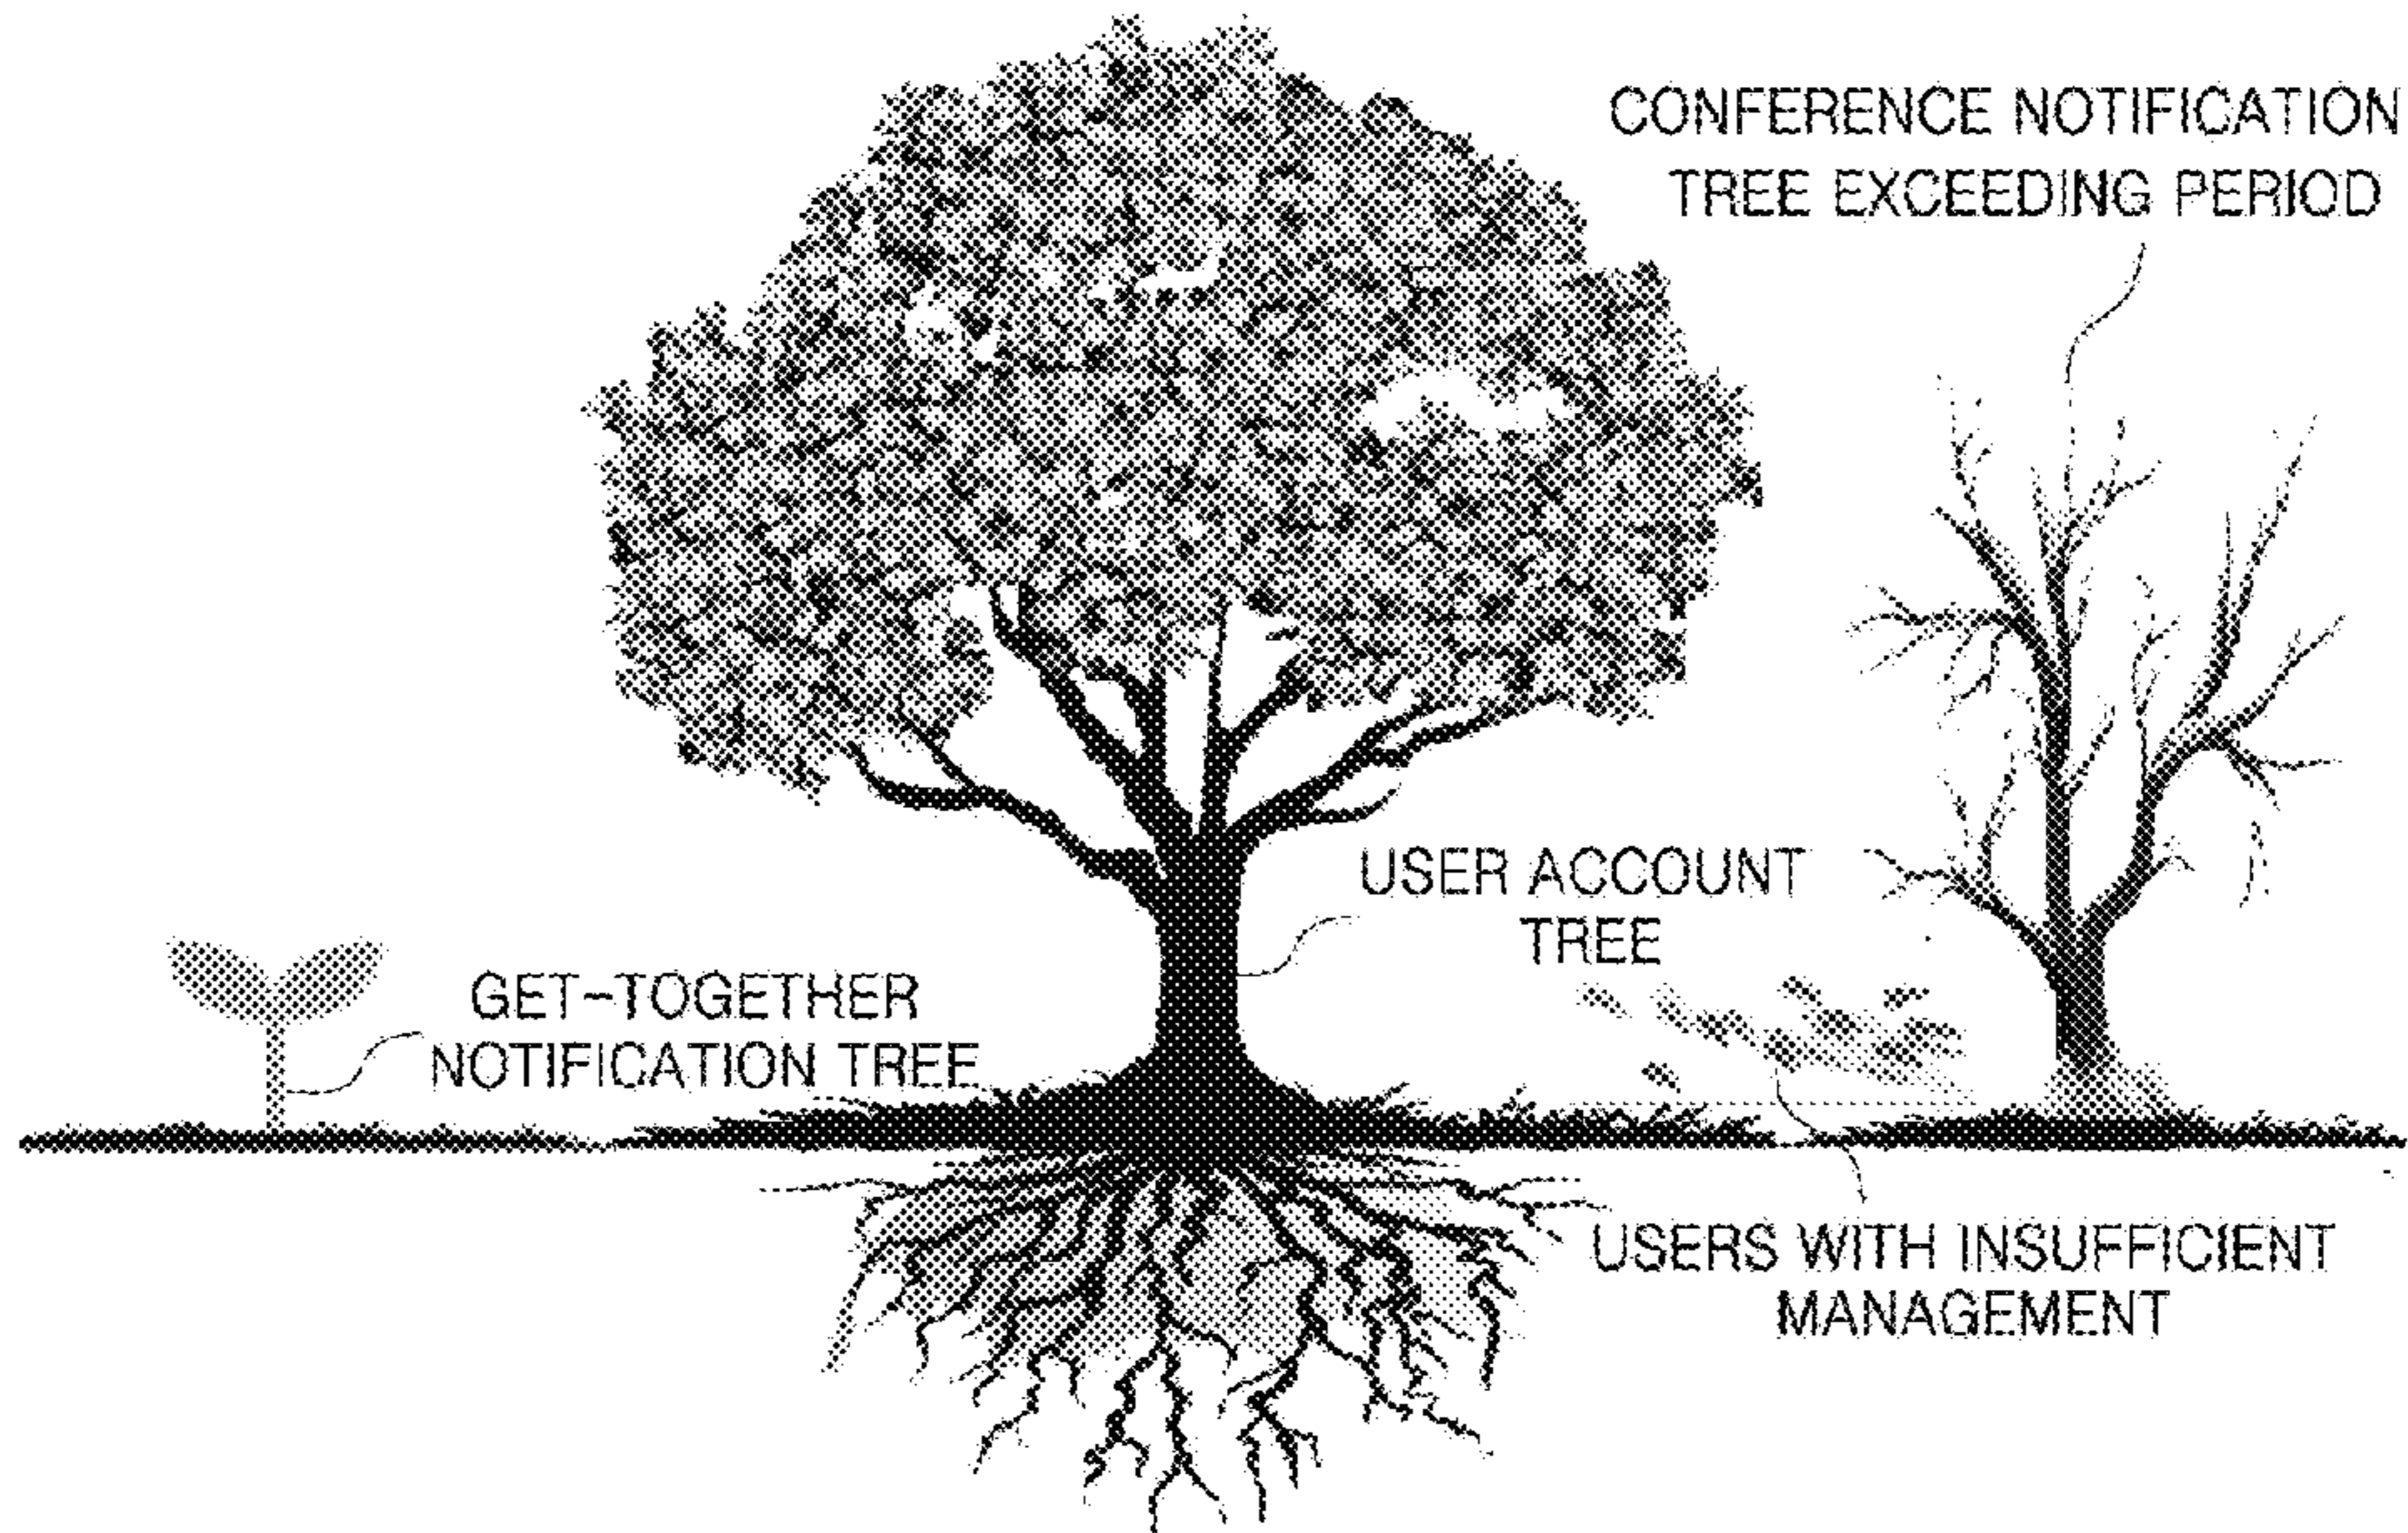 CONFERENCE NOTIFICATION
TREE EXCEEDING PERIOD
USER ACCOUNT
TREE
GET-TOGETHER
NOTIFICATION TREE
USERS WITH INSUFFICIENT
MANAGEMENT